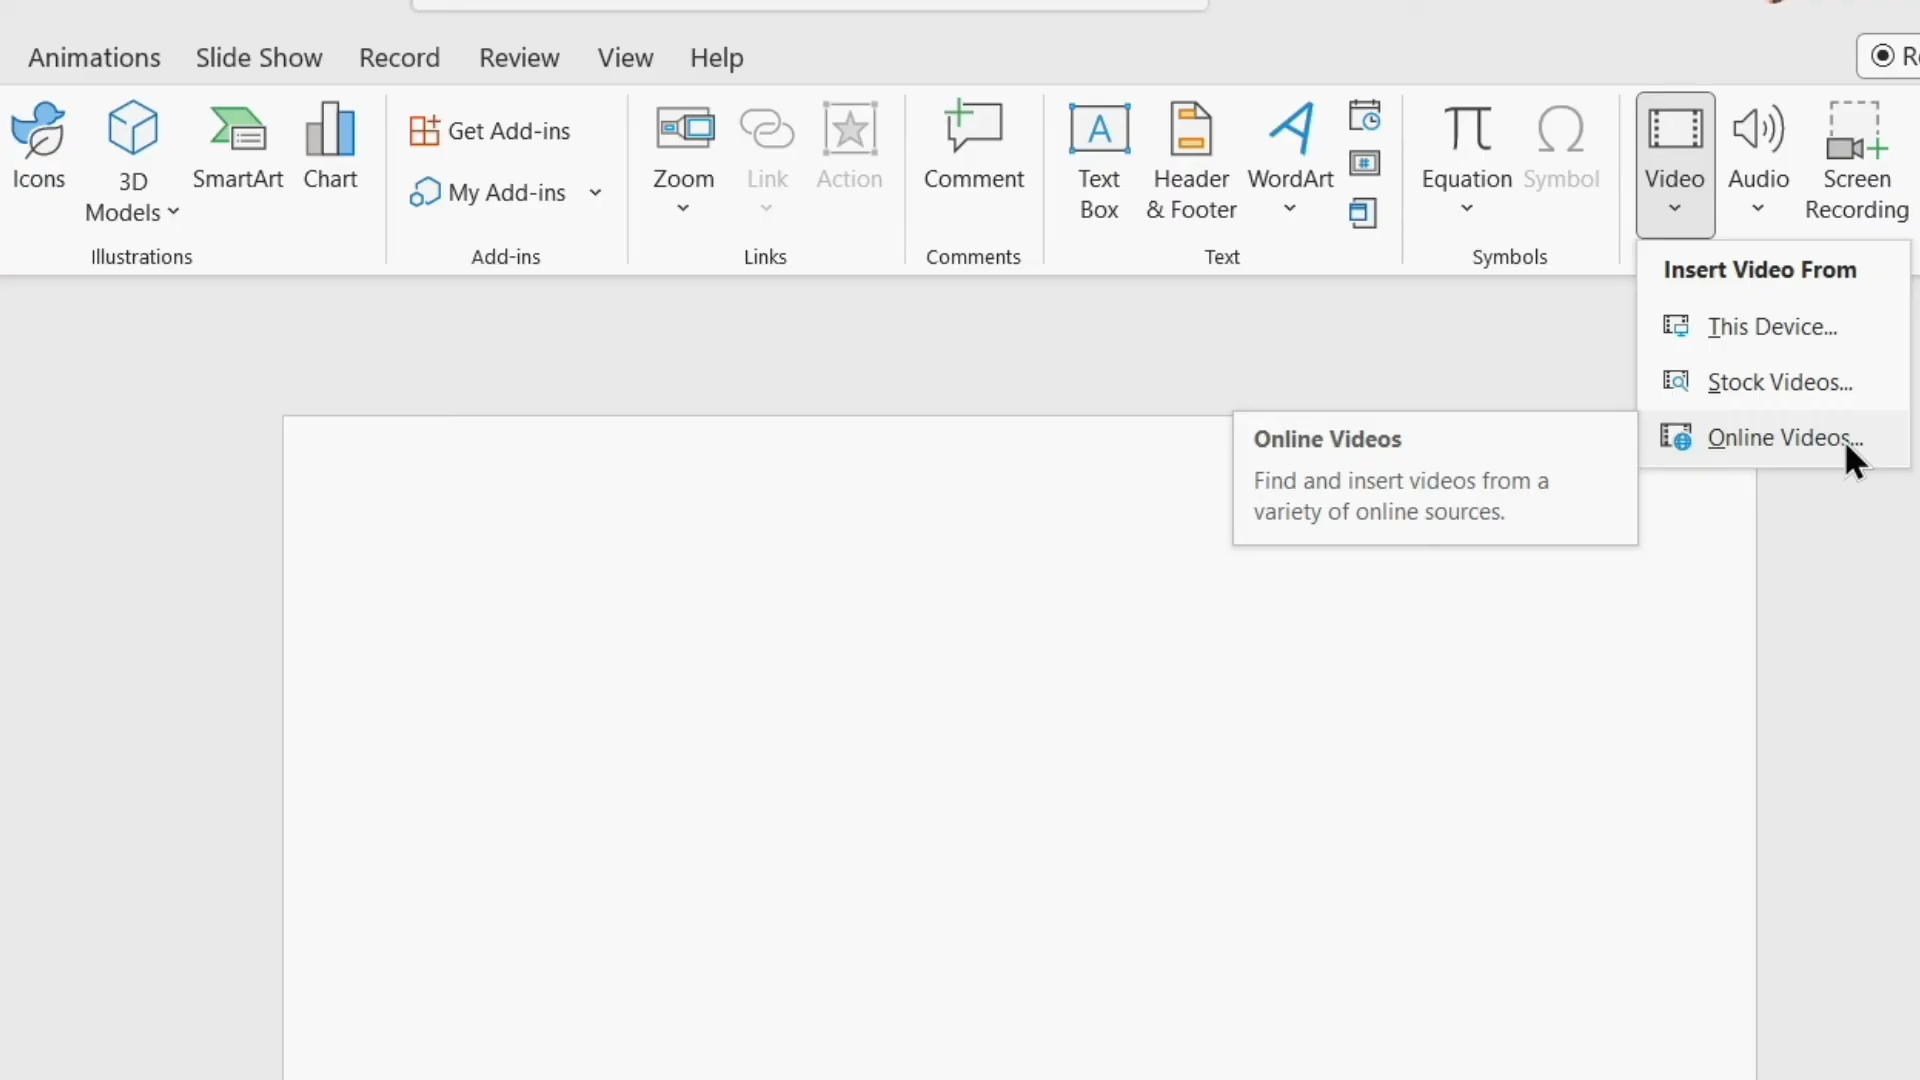 Animations Slide Show Record Review View Help
Icons
3D
Models
SmartArt
Chart
Illustrations
Get Add-ins
My Add-ins
Add-ins
Zoom
Link
Action
Links
Comment
Comments
Text
Box
Header
& Footer
WordArt
Text
Equation
Symbol
Symbols
Video
Audio
Screen
Recording
Insert Video From
This Device...
Stock Videos...
Online Videos...
Online Videos
Find and insert videos from a
variety of online sources.